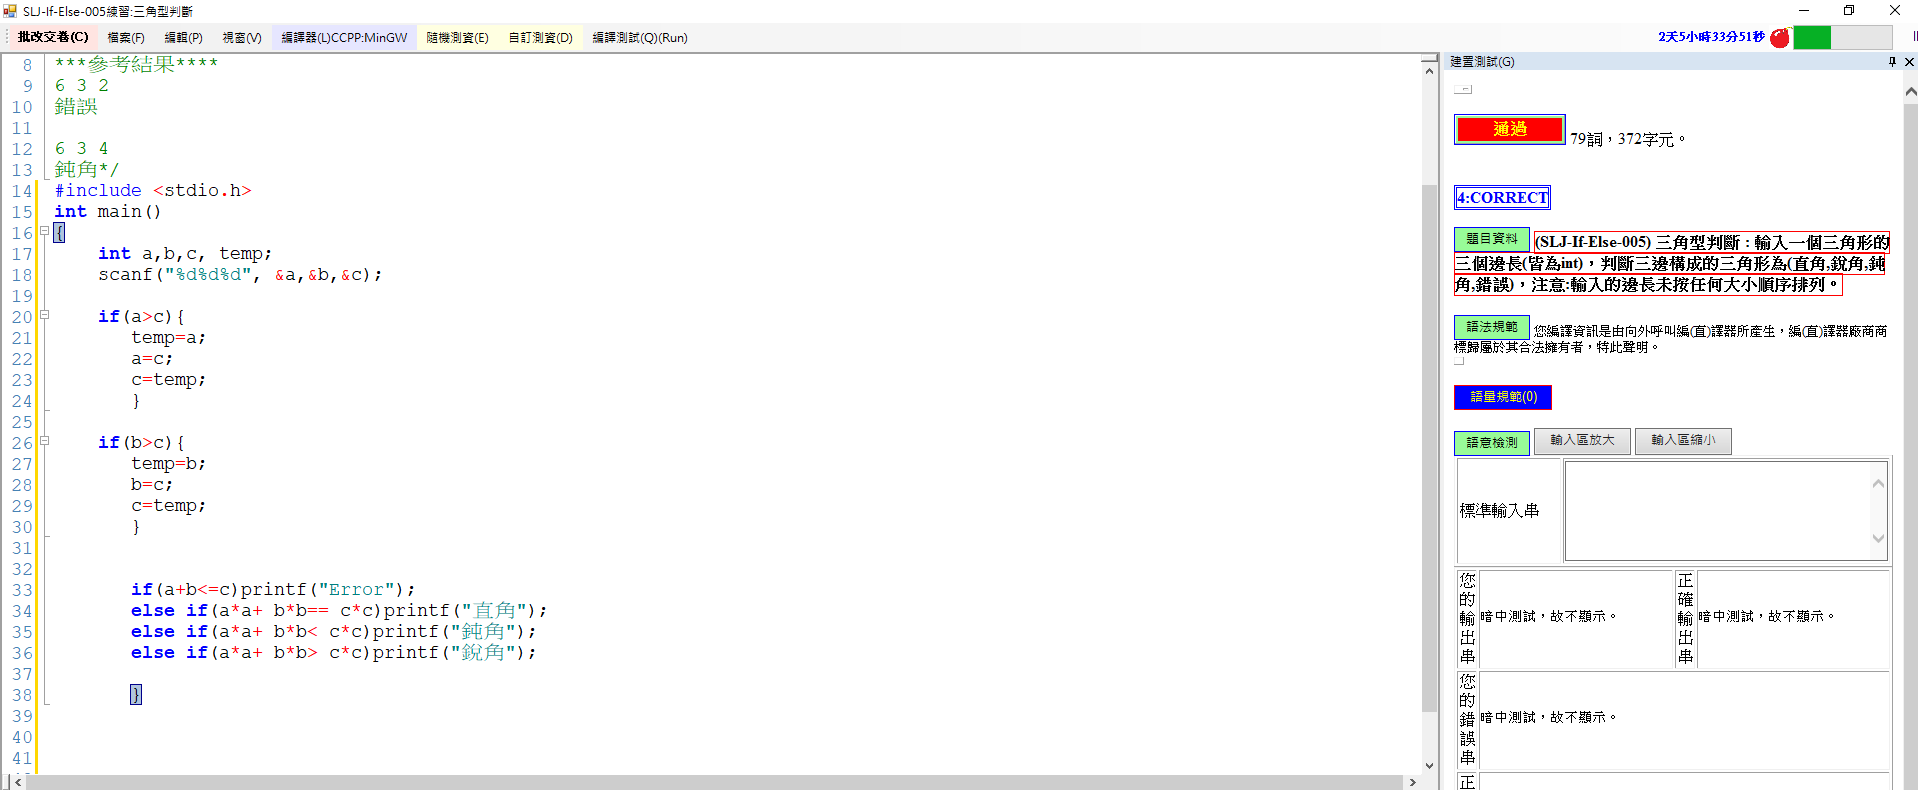 SLJ-If-Else-005練習:三角型判斷
批改交卷(C) 檔案(F) 編輯(P) 視窗(V) 編譯器(L)CCPP:MinGW 隨機測資(E) 自訂測資(D) 編譯測試(Q)(Run) 2天5小時33分51秒
8 ***參考結果****
9 6 3 2
10 錯誤
11
12 6 3 4
13 鈍角*/
14 #include <stdio.h>
15 int main()
16 {
17 int a,b,c, temp;
18 scanf("%d%d%d", &a,&b,&c);
19
20 if(a>c){
21 temp=a;
22 a=c;
23 c=temp;
24 }
25
26 if(b>c){
27 temp=b;
28 b=c;
29 c=temp;
30 }
31
32
33 if(a+b<=c)printf("Error");
34 else if(a*a+ b*b== c*c)printf("直角");
35 else if(a*a+ b*b< c*c)printf("鈍角");
36 else if(a*a+ b*b> c*c)printf("銳角");
37
38 }
39
40
41
建置測試(G)
通過 79詞，372字元。
4:CORRECT
題目資料 (SLJ-If-Else-005) 三角型判斷 : 輸入一個三角形的
三個邊長(皆為int)，判斷三邊構成的三角形為(直角,銳角,鈍
角,錯誤)，注意:輸入的邊長未按任何大小順序排列。
語法規範 您編譯資訊是由向外呼叫編(直)譯器所產生，編(直)譯器廠商商
標歸屬於其合法擁有者，特此聲明。
語量規範(0)
語意檢測 輸入區放大 輸入區縮小
標準輸入串
您的輸出串 暗中測試，故不顯示。 正確輸出串 暗中測試，故不顯示。
您的錯誤串 暗中測試，故不顯示。
正